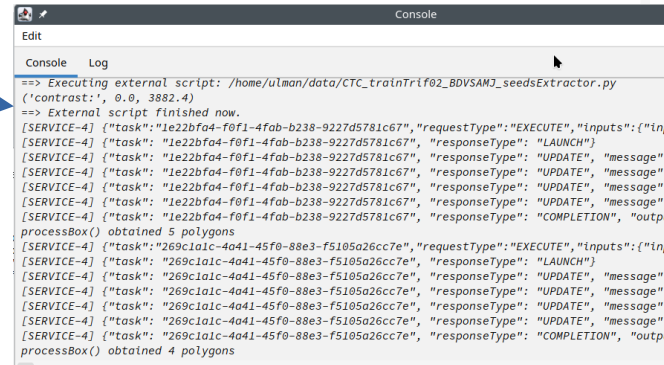 Console
Edit
Console Log
==> Executing external script: /home/ulman/data/CTC_trainTrif02_BDVSAMJ_seedsExtractor.py
('contrast:', 0.0, 3882.4)
==> External script finished now.
[SERVICE-4] {"task":"1e22bfa4-f0f1-4fab-b238-9227d5781c67","requestType":"EXECUTE","inputs":{"inp
[SERVICE-4] {"task": "1e22bfa4-f0f1-4fab-b238-9227d5781c67", "responseType": "LAUNCH"}
[SERVICE-4] {"task": "1e22bfa4-f0f1-4fab-b238-9227d5781c67", "responseType": "UPDATE", "message"
[SERVICE-4] {"task": "1e22bfa4-f0f1-4fab-b238-9227d5781c67", "responseType": "UPDATE", "message"
[SERVICE-4] {"task": "1e22bfa4-f0f1-4fab-b238-9227d5781c67", "responseType": "UPDATE", "message"
[SERVICE-4] {"task": "1e22bfa4-f0f1-4fab-b238-9227d5781c67", "responseType": "UPDATE", "message"
[SERVICE-4] {"task": "1e22bfa4-f0f1-4fab-b238-9227d5781c67", "responseType": "COMPLETION", "outp
processBox() obtained 5 polygons
[SERVICE-4] {"task":"269c1a1c-4a41-45f0-88e3-f5105a26cc7e","requestType":"EXECUTE","inputs":{"inp
[SERVICE-4] {"task": "269c1a1c-4a41-45f0-88e3-f5105a26cc7e", "responseType": "LAUNCH"}
[SERVICE-4] {"task": "269c1a1c-4a41-45f0-88e3-f5105a26cc7e", "responseType": "UPDATE", "message"
[SERVICE-4] {"task": "269c1a1c-4a41-45f0-88e3-f5105a26cc7e", "responseType": "UPDATE", "message"
[SERVICE-4] {"task": "269c1a1c-4a41-45f0-88e3-f5105a26cc7e", "responseType": "UPDATE", "message"
[SERVICE-4] {"task": "269c1a1c-4a41-45f0-88e3-f5105a26cc7e", "responseType": "UPDATE", "message"
[SERVICE-4] {"task": "269c1a1c-4a41-45f0-88e3-f5105a26cc7e", "responseType": "COMPLETION", "outp
processBox() obtained 4 polygons